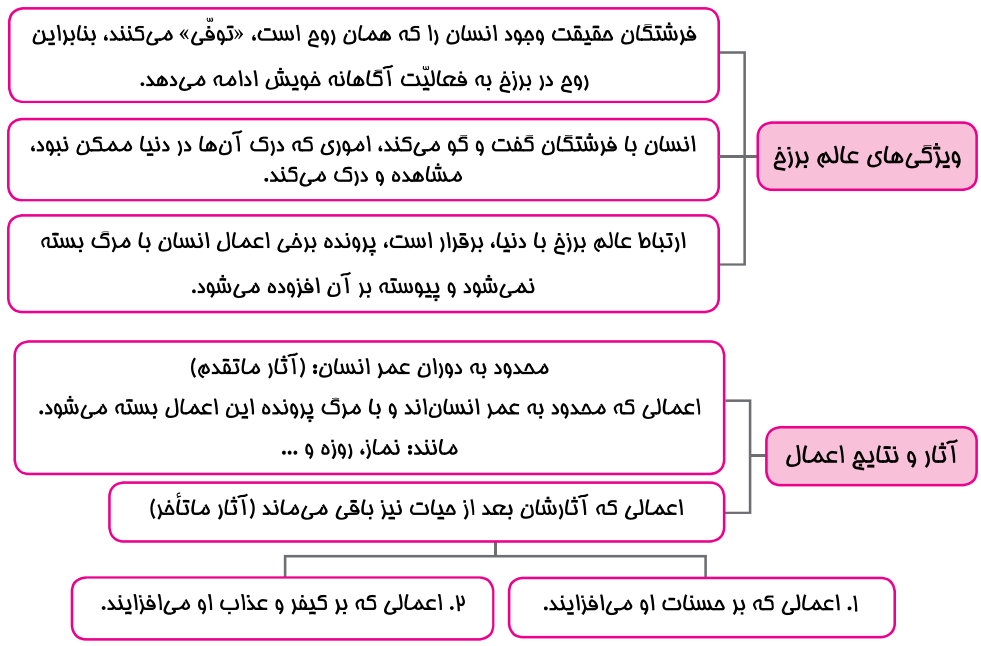 ویژگی‌های عالم برزخ
فرشتگان حقیقت وجود انسان را که همان روح است، «توفّی» می‌کنند، بنابراین
روح در برزخ به فعالیّت آگاهانه خویش ادامه می‌دهد.
انسان با فرشتگان گفت و گو می‌کند، اموری که درک آن‌ها در دنیا ممکن نبود،
مشاهده و درک می‌کند.
ارتباط عالم برزخ با دنیا، برقرار است، پرونده برخی اعمال انسان با مرگ بسته
نمی‌شود و پیوسته بر آن افزوده می‌شود.
آثار و نتایج اعمال
محدود به دوران عمر انسان: (آثار ماتقدم)
اعمالی که محدود به عمر انسان‌اند و با مرگ پرونده این اعمال بسته می‌شود.
مانند: نماز، روزه و ...
اعمالی که آثارشان بعد از حیات نیز باقی می‌ماند (آثار ماتأخر)
۱. اعمالی که بر حسنات او می‌افزایند.
۲. اعمالی که بر کیفر و عذاب او می‌افزایند.